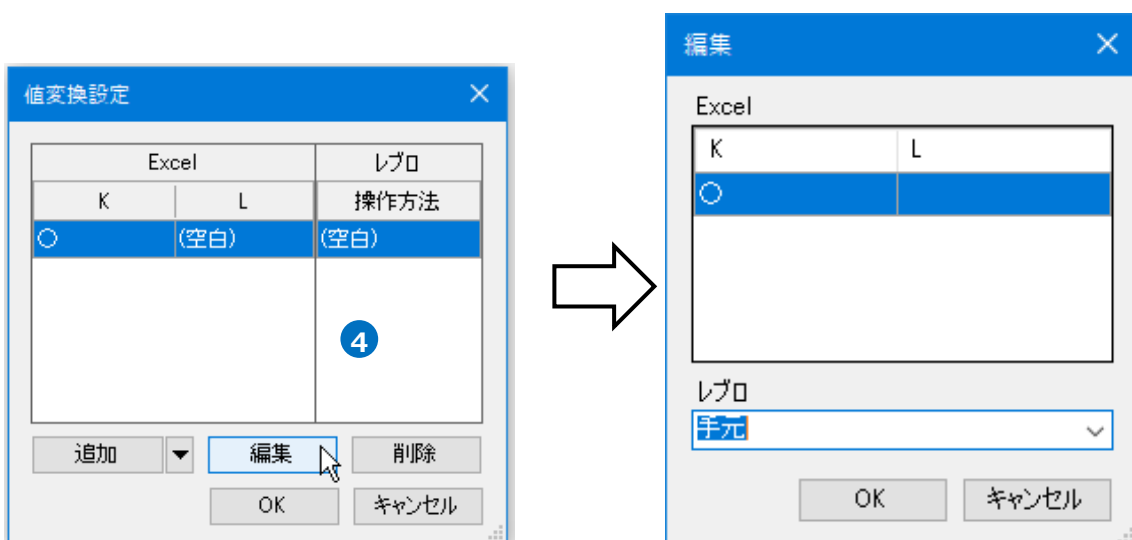 値変換設定
Excel レブロ
K L 操作方法
○ (空白) (空白)
4
追加 編集 削除
OK キャンセル
編集
Excel
K L
○
レブロ
手元
OK キャンセル